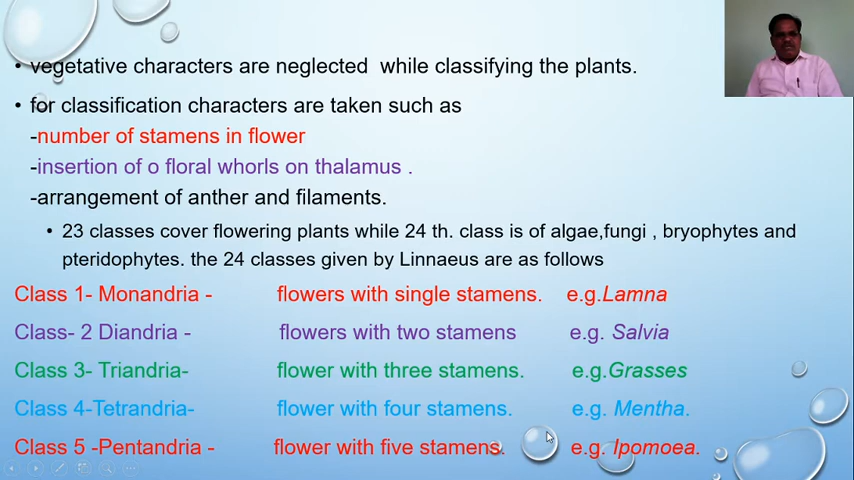 • vegetative characters are neglected  while classifying the plants.
• for classification characters are taken such as
-number of stamens in flower
-insertion of o floral whorls on thalamus .
-arrangement of anther and filaments.
• 23 classes cover flowering plants while 24 th. class is of algae,fungi , bryophytes and
pteridophytes. the 24 classes given by Linnaeus are as follows
Class 1- Monandria - flowers with single stamens. e.g.Lamna
Class- 2 Diandria - flowers with two stamens e.g. Salvia
Class 3- Triandria- flower with three stamens. e.g.Grasses
Class 4-Tetrandria- flower with four stamens. e.g. Mentha.
Class 5 -Pentandria - flower with five stamens. e.g. Ipomoea.